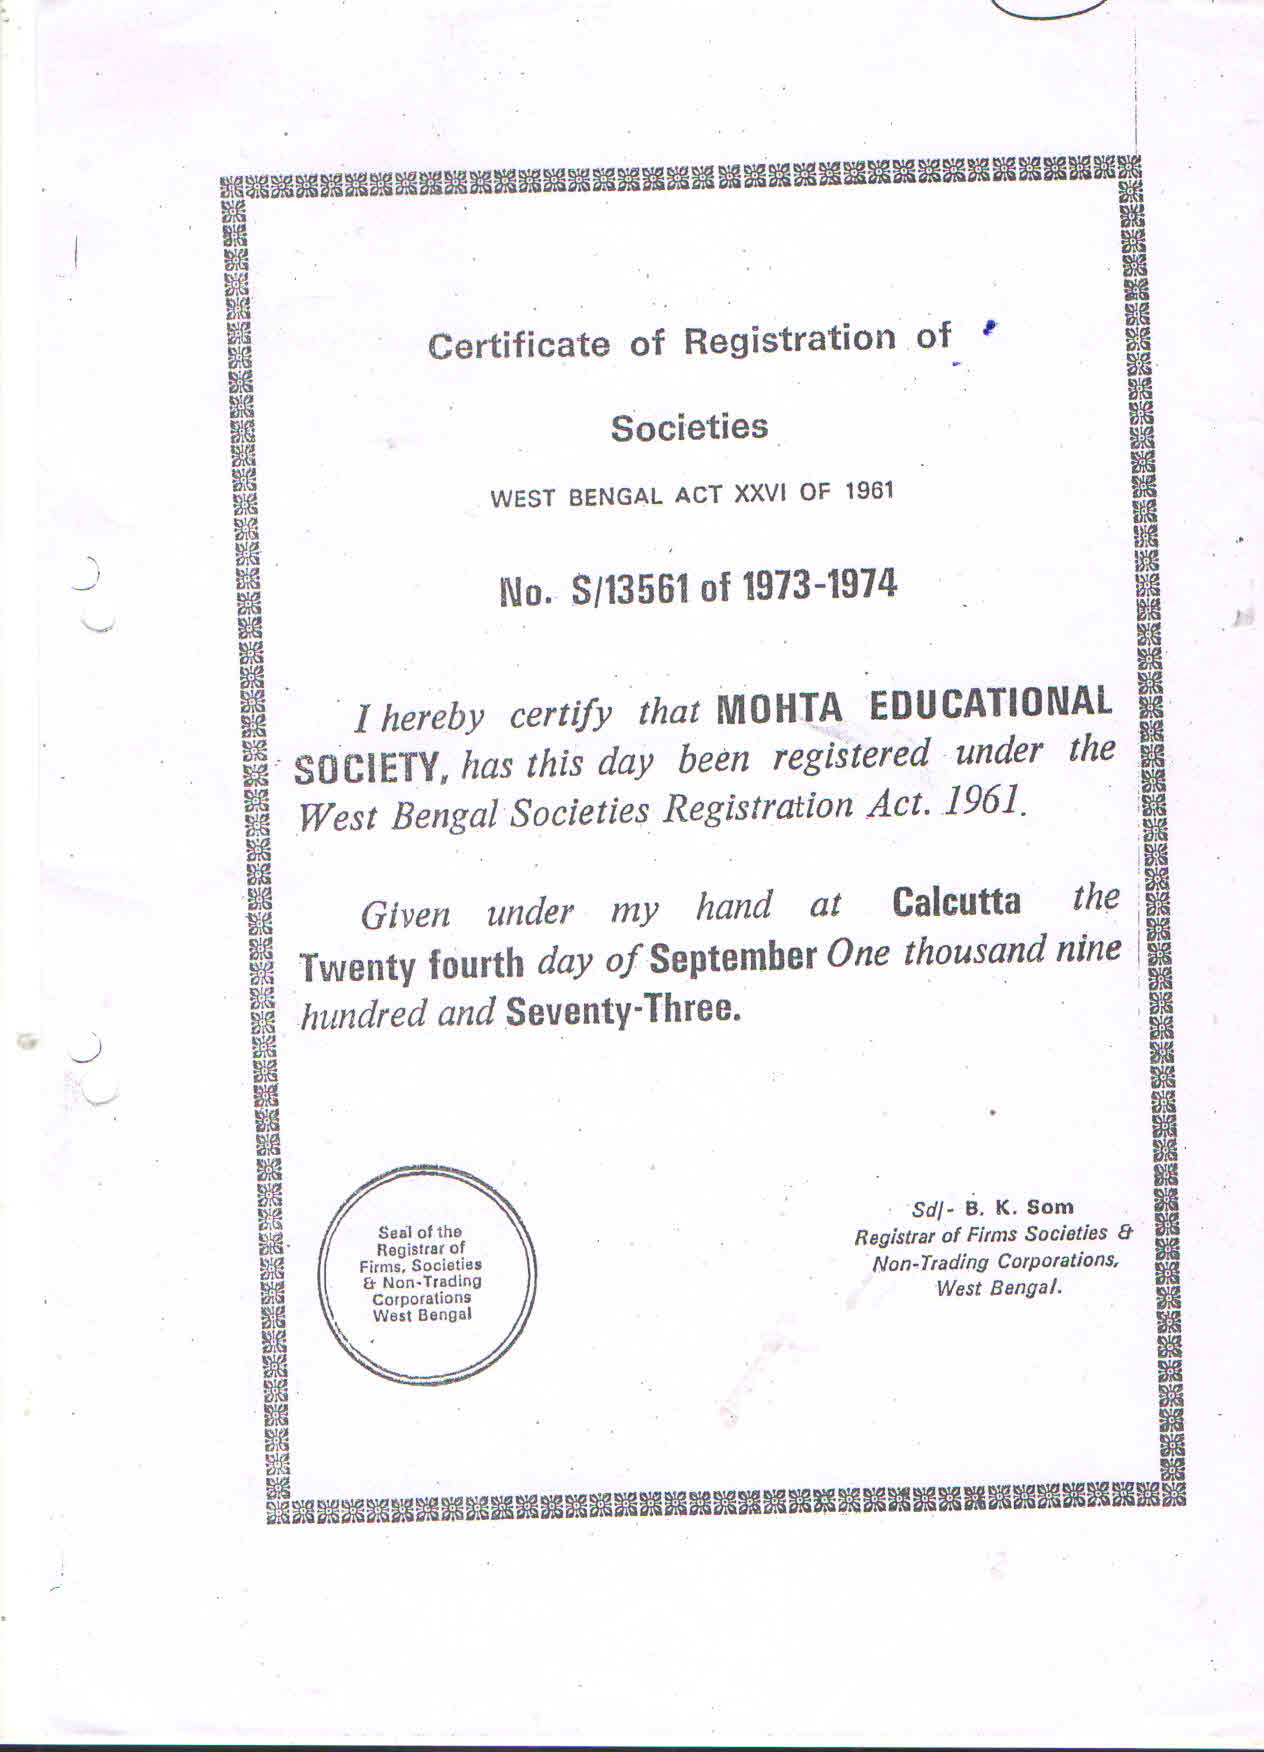 Certificate of Registration of
Societies
WEST BENGAL ACT XXVI OF 1961
No. S/13561 of 1973-1974
I hereby certify that MOHTA EDUCATIONAL
SOCIETY, has this day been registered under the
West Bengal Societies Registration Act. 1961.
Given under my hand at Calcutta the
Twenty fourth day of September One thousand nine
hundred and Seventy-Three.
Seal of the
Registrar of
Firms, Societies
& Non-Trading
Corporations
West Bengal
Sd/- B. K. Som
Registrar of Firms Societies &
Non-Trading Corporations,
West Bengal.